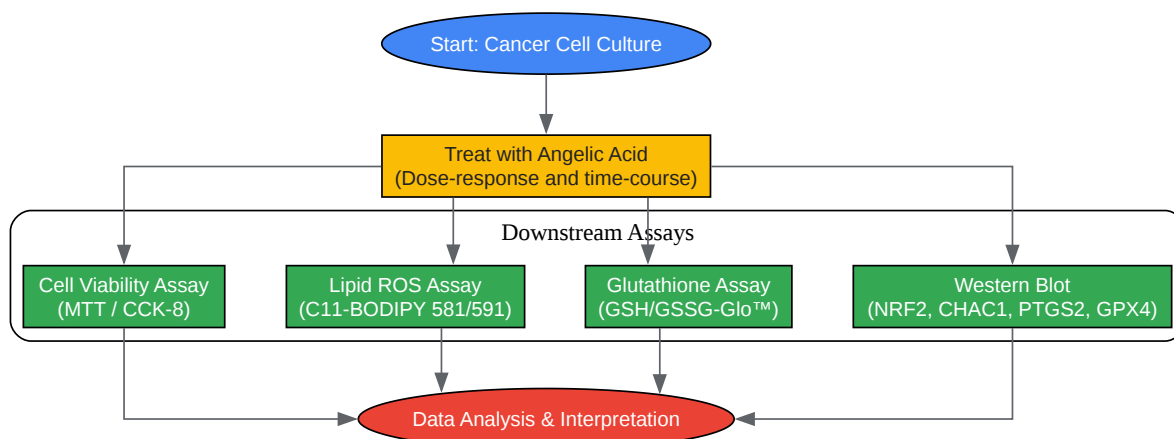 Start: Cancer Cell Culture
Treat with Angelic Acid
(Dose-response and time-course)
Downstream Assays
Cell Viability Assay
(MTT / CCK-8)
Lipid ROS Assay
(C11-BODIPY 581/591)
Glutathione Assay
(GSH/GSSG-Glo™)
Western Blot
(NRF2, CHAC1, PTGS2, GPX4)
Data Analysis & Interpretation